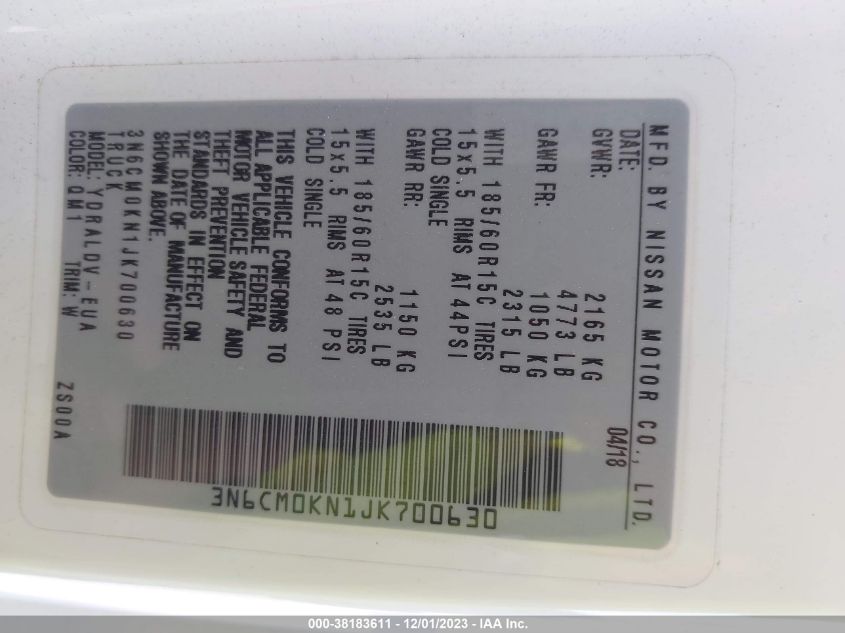 MFD. BY NISSAN MOTOR CO., LTD.
DATE: 04/18
GVWR: 2165 KG
4773 LB
GAWR FR: 1050 KG
2315 LB
WITH 185/60R15C TIRES
15x5.5 RIMS AT 44PSI
COLD SINGLE
GAWR RR: 1150 KG
2535 LB
WITH 185/60R15C TIRES
15x5.5 RIMS AT 48 PSI
COLD SINGLE
THIS VEHICLE CONFORMS TO
ALL APPLICABLE FEDERAL
MOTOR VEHICLE SAFETY AND
THEFT PREVENTION
STANDARDS IN EFFECT ON
THE DATE OF MANUFACTURE
SHOWN ABOVE.
3N6CM0KN1JK700630
TRUCK
MODEL: YDRALDV-EUA
COLOR: QM1 TRIM: W ZS00A
3N6CM0KN1JK700630
000-38183611 - 12/01/2023 - IAA Inc.